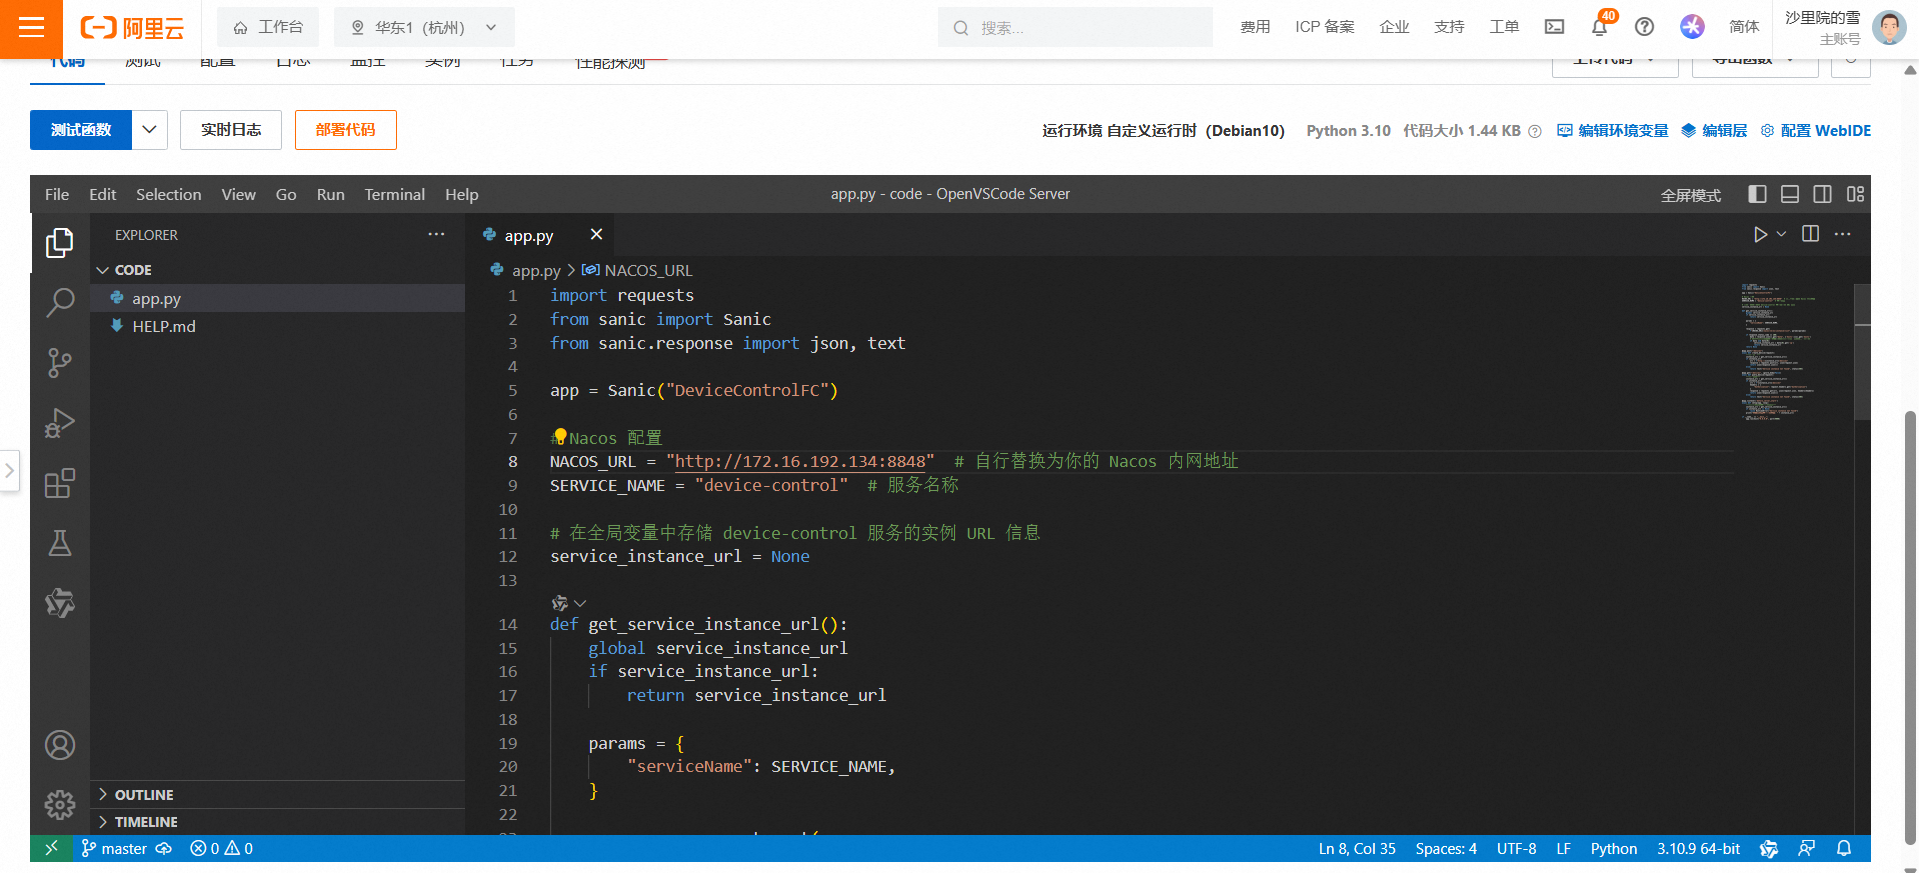 阿里云
工作台
华东1（杭州）
搜索...
费用
ICP 备案
企业
支持
工单
40
简体
沙里院的雪
主账号
代码
测试
配置
日志
监控
实例
任务
性能探测
上传代码
导出函数
测试函数
实时日志
部署代码
运行环境 自定义运行时（Debian10）
Python 3.10
代码大小 1.44 KB
编辑环境变量
编辑层
配置 WebIDE
File Edit Selection View Go Run Terminal Help
app.py - code - OpenVSCode Server
全屏模式
EXPLORER
CODE
app.py
HELP.md
OUTLINE
TIMELINE
app.py
app.py > NACOS_URL
1 import requests
2 from sanic import Sanic
3 from sanic.response import json, text
4
5 app = Sanic("DeviceControlFC")
6
7 # Nacos 配置
8 NACOS_URL = "http://172.16.192.134:8848" # 自行替换为你的 Nacos 内网地址
9 SERVICE_NAME = "device-control" # 服务名称
10
11 # 在全局变量中存储 device-control 服务的实例 URL 信息
12 service_instance_url = None
13
14 def get_service_instance_url():
15 global service_instance_url
16 if service_instance_url:
17 return service_instance_url
18
19 params = {
20 "serviceName": SERVICE_NAME,
21 }
22
master
0
0
Ln 8, Col 35
Spaces: 4
UTF-8
LF
Python
3.10.9 64-bit